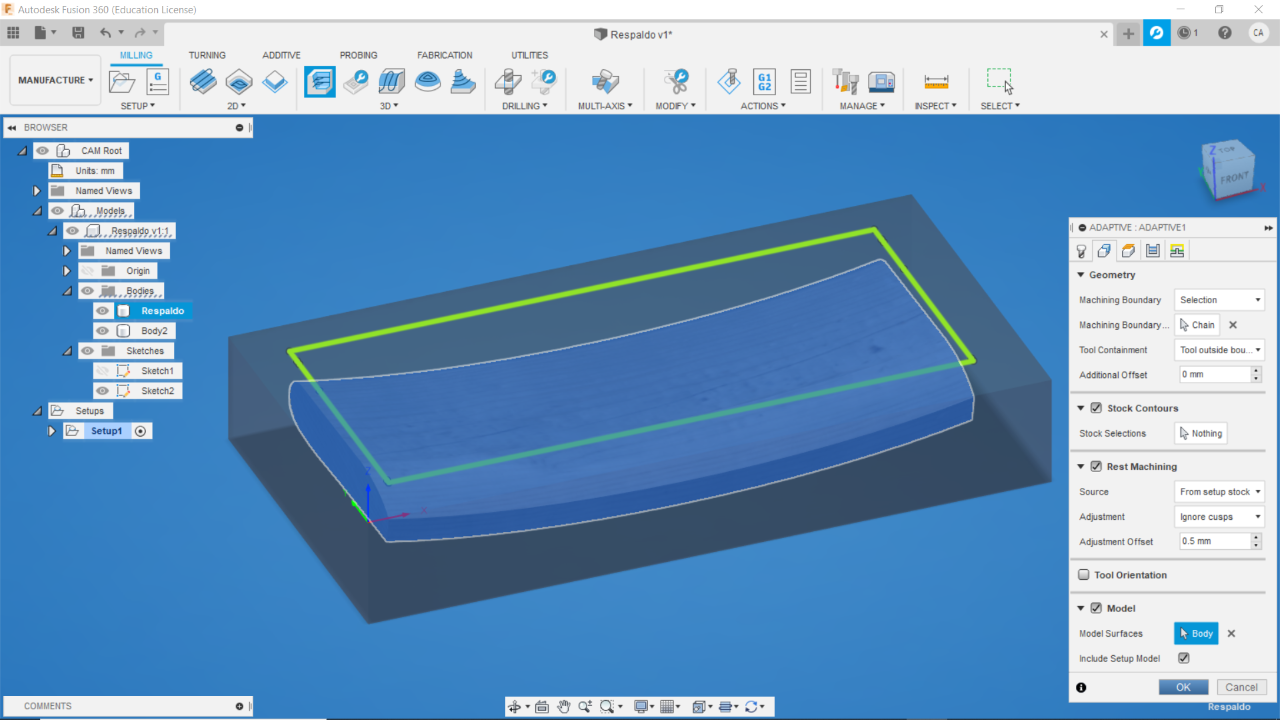 Autodesk Fusion 360 (Education License)
Respaldo v1*
1
CA
MILLING TURNING ADDITIVE PROBING FABRICATION UTILITIES
MANUFACTURE
G
G1
G2
SETUP 2D 3D DRILLING MULTI-AXIS MODIFY ACTIONS MANAGE INSPECT SELECT
BROWSER
CAM Root
Units: mm
Named Views
Models
Respaldo v1:1
Named Views
Origin
Bodies
Respaldo
Body2
Sketches
Sketch1
Sketch2
Setups
Setup1
Z
TOP
FRONT
X
ADAPTIVE : ADAPTIVE1
Geometry
Machining Boundary Selection
Machining Boundary... Chain
Tool Containment Tool outside bou...
Additional Offset 0 mm
Stock Contours
Stock Selections Nothing
Rest Machining
Source From setup stock
Adjustment Ignore cusps
Adjustment Offset 0.5 mm
Tool Orientation
Model
Model Surfaces Body
Include Setup Model
OK Cancel
COMMENTS
Respaldo